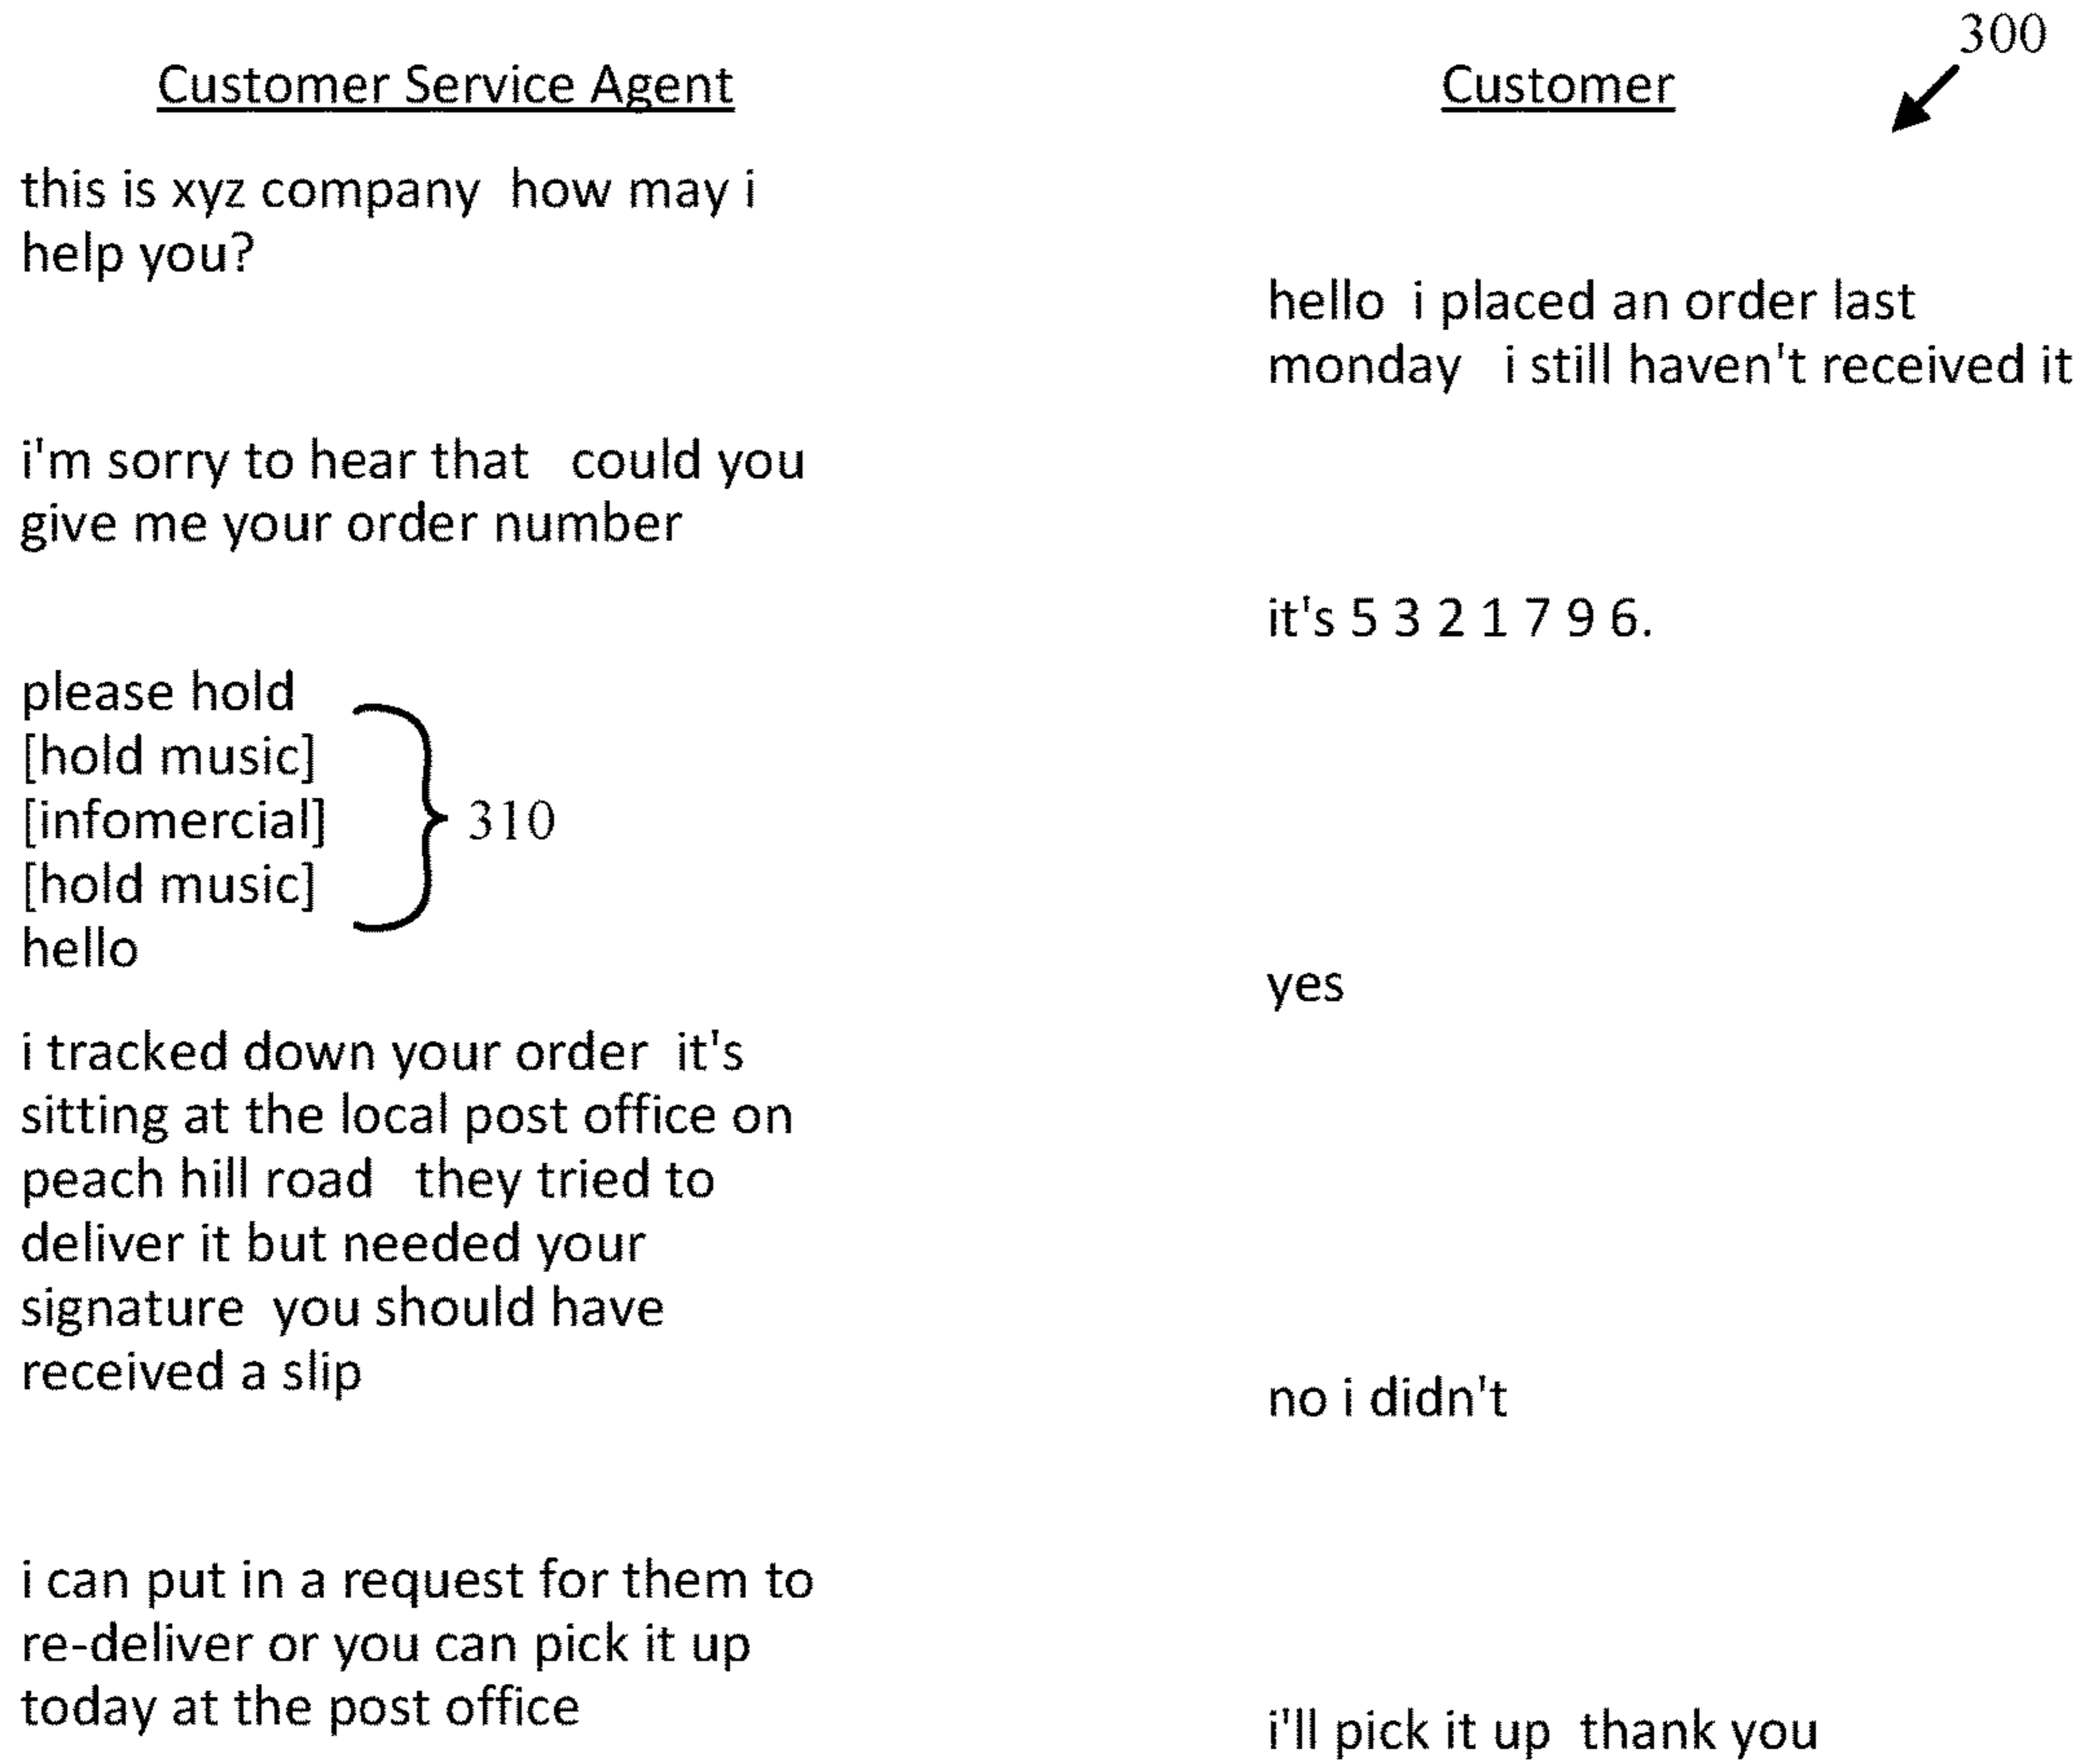 300
Customer Service Agent
Customer
this is xyz company  how may i
help you?
hello  i placed an order last
monday   i still haven't received it
i'm sorry to hear that   could you
give me your order number
it's 5 3 2 1 7 9 6.
please hold
[hold music]
[infomercial]
310
[hold music]
hello
yes
i tracked down your order  it's
sitting at the local post office on
peach hill road   they tried to
deliver it but needed your
signature  you should have
received a slip
no i didn't
i can put in a request for them to
re-deliver or you can pick it up
today at the post office
i'll pick it up  thank you